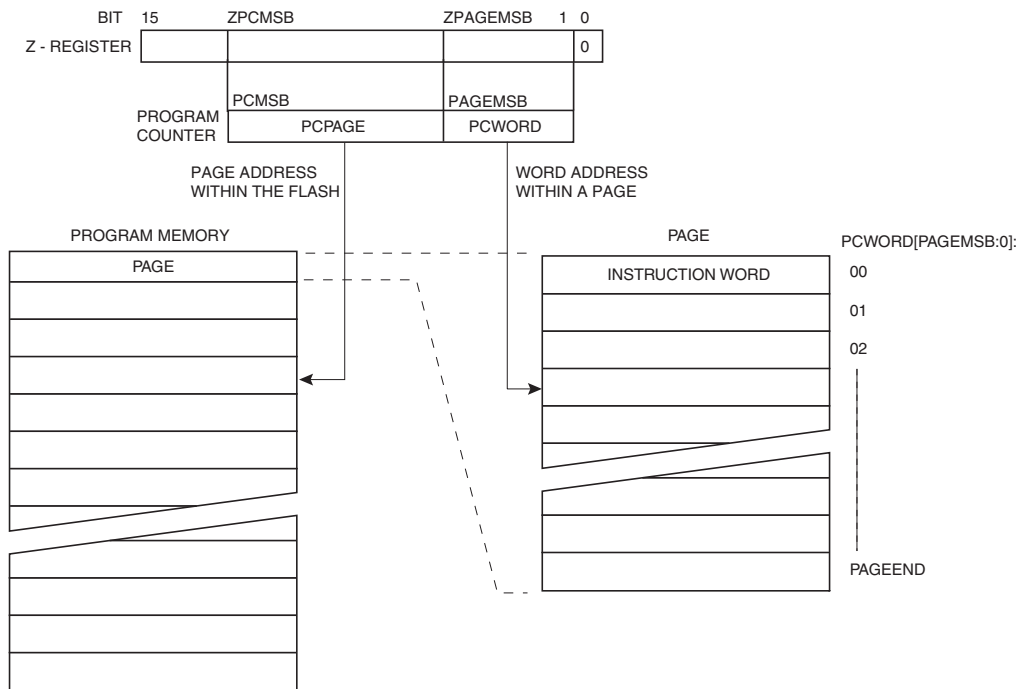 BIT 15 ZPCMSB ZPAGEMSB 1 0
Z - REGISTER 0
PCMSB PAGEMSB
PROGRAM
COUNTER
PCPAGE PCWORD
PAGE ADDRESS
WITHIN THE FLASH
WORD ADDRESS
WITHIN A PAGE
PROGRAM MEMORY
PAGE
PAGE
PCWORD[PAGEMSB:0]:
INSTRUCTION WORD
00
01
02
PAGEEND